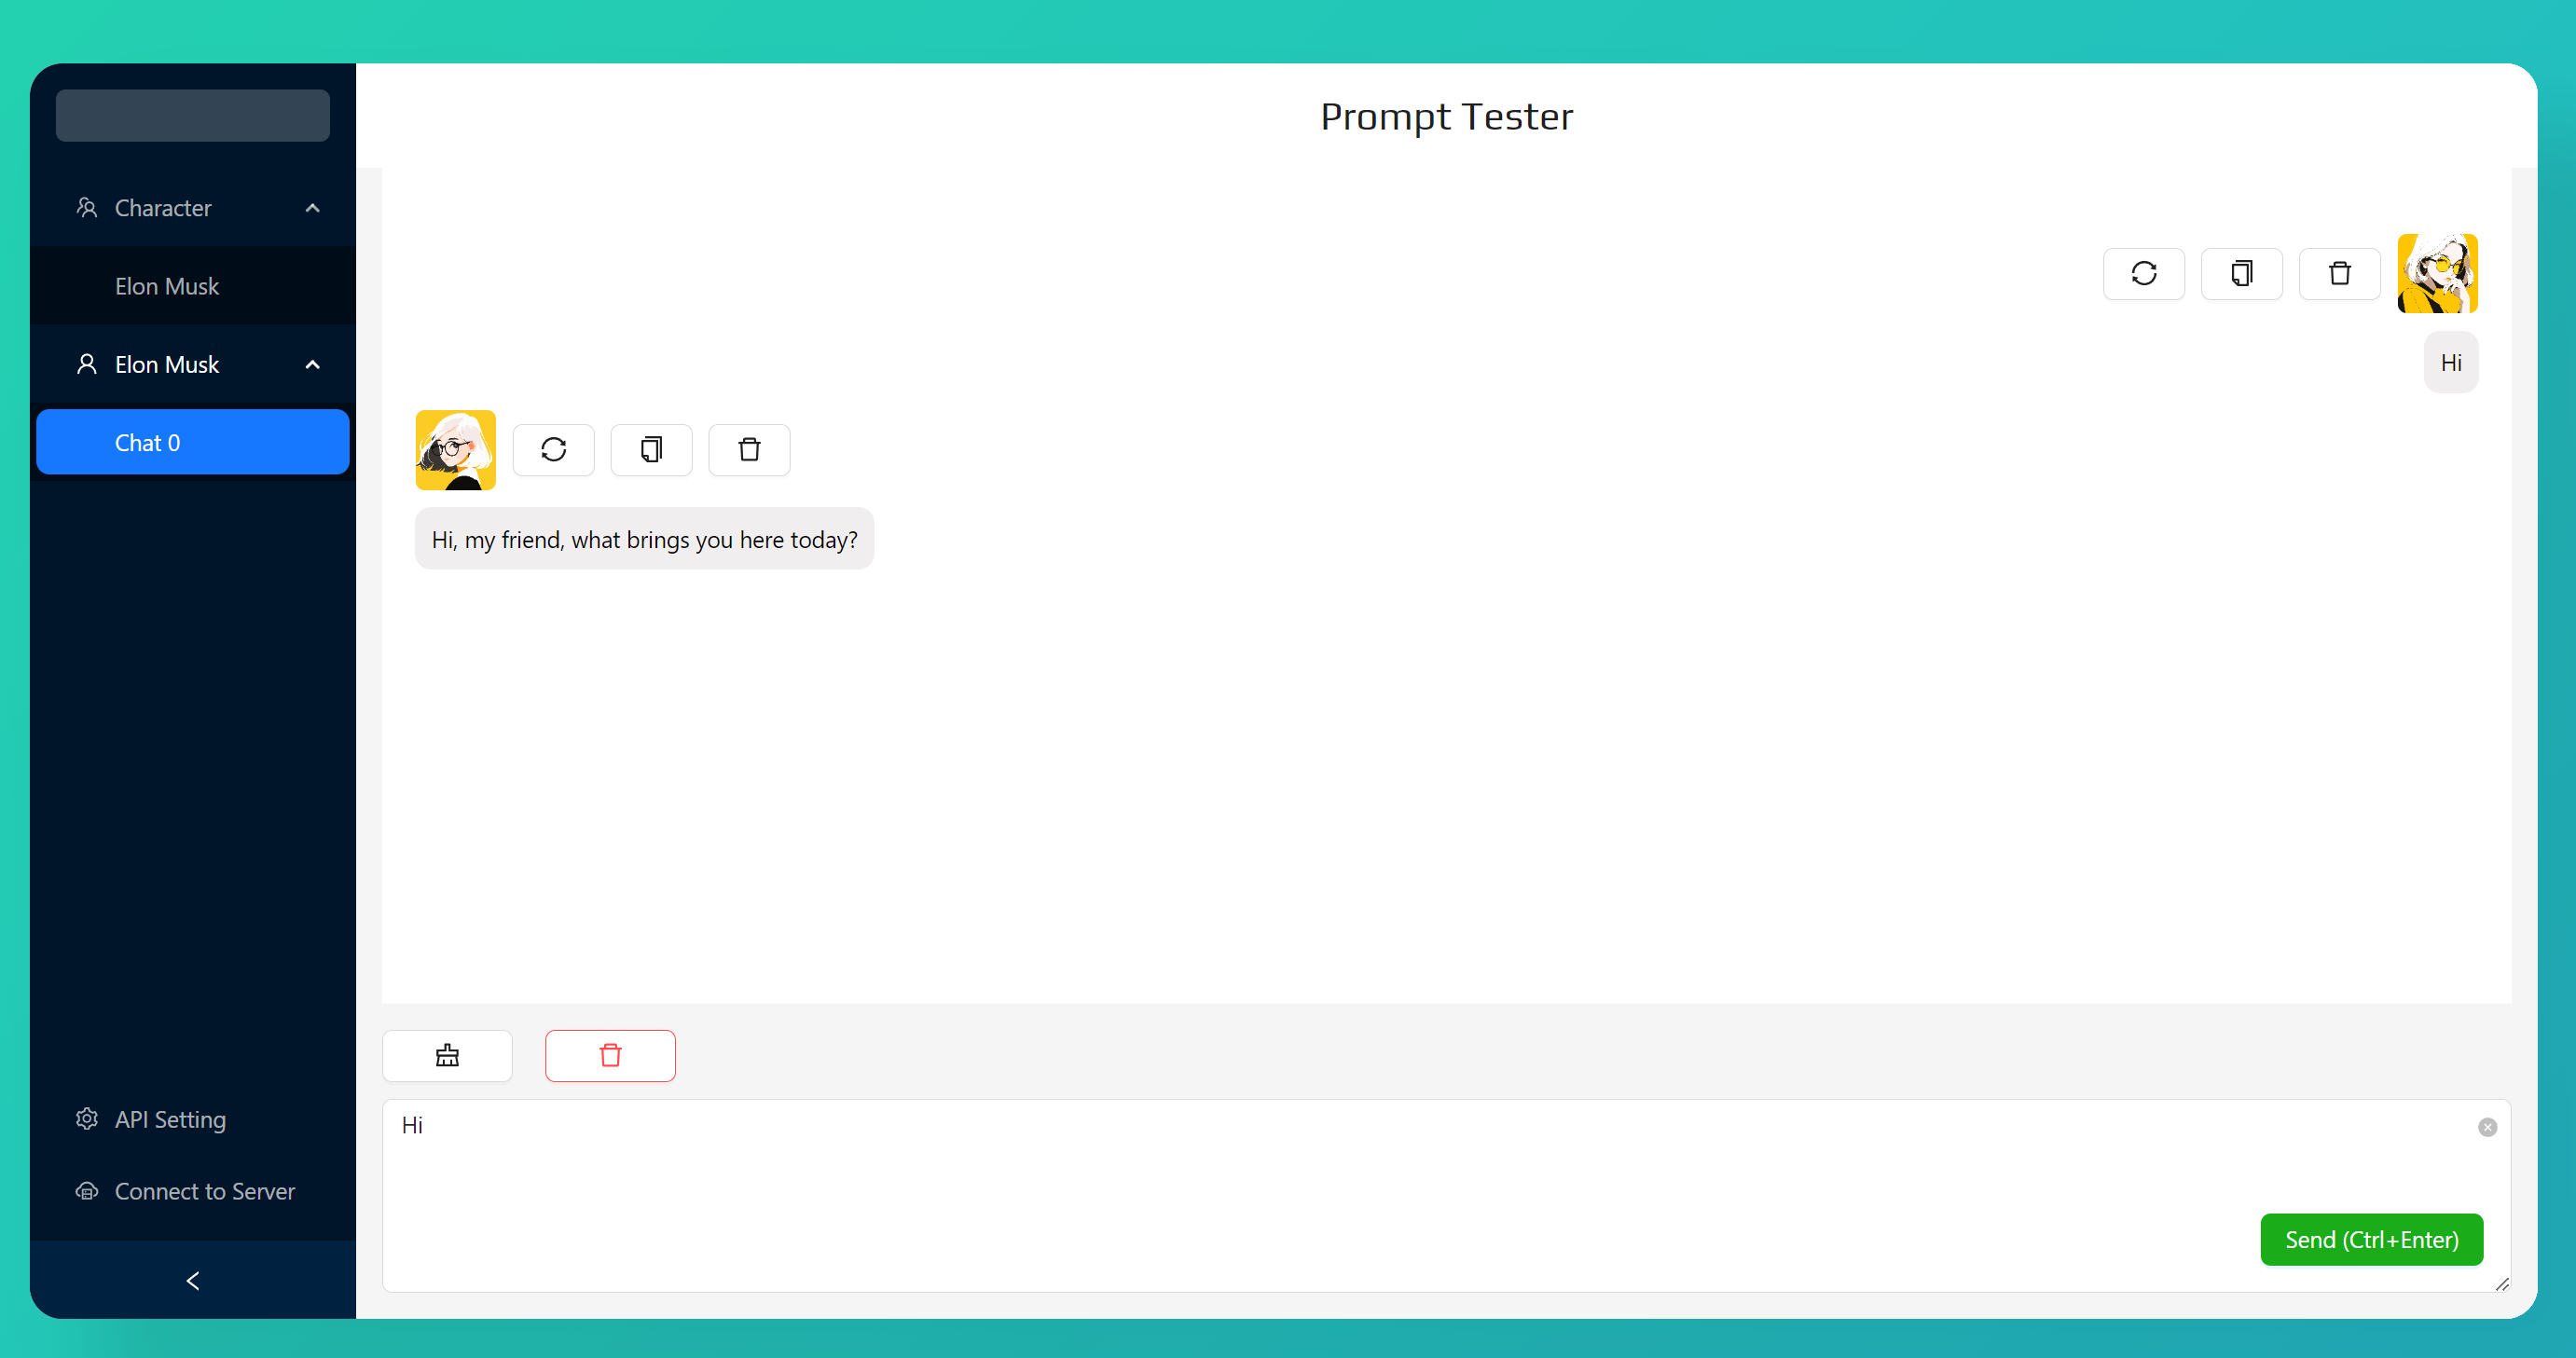 Prompt Tester
Character
Elon Musk
Elon Musk
Chat 0
API Setting
Connect to Server
Hi
Hi, my friend, what brings you here today?
Hi
Send (Ctrl+Enter)